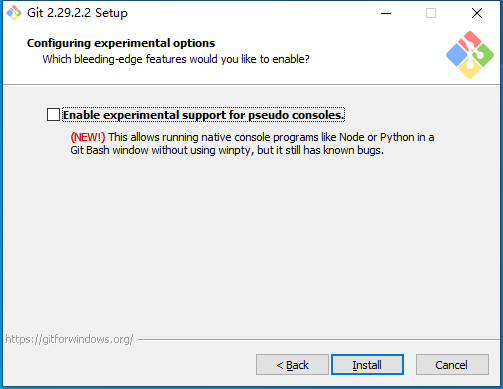 Git 2.29.2.2 Setup
Configuring experimental options
Which bleeding-edge features would you like to enable?
Enable experimental support for pseudo consoles.
(NEW!) This allows running native console programs like Node or Python in a
Git Bash window without using winpty, but it still has known bugs.
https://gitforwindows.org/
< Back
Install
Cancel